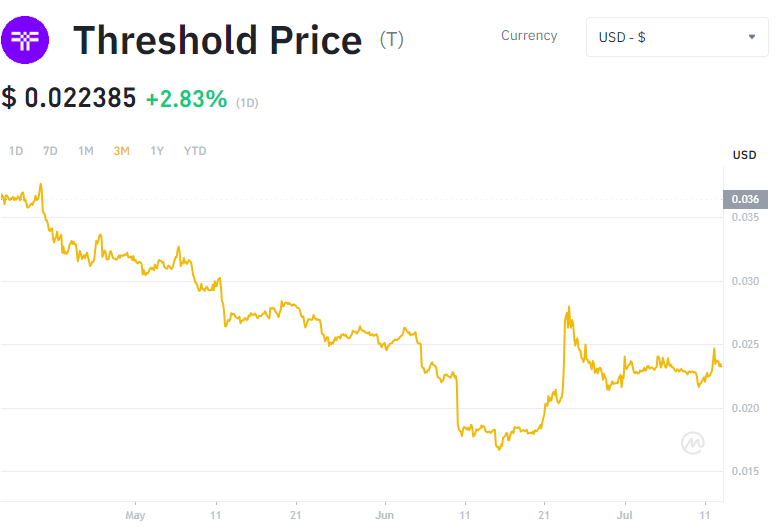 Threshold Price (T)
Currency
USD - $
$ 0.022385 +2.83% (1D)
1D 7D 1M 3M 1Y YTD
USD
0.036
0.035
0.030
0.025
0.020
0.015
May 11 21 Jun 11 21 Jul 11